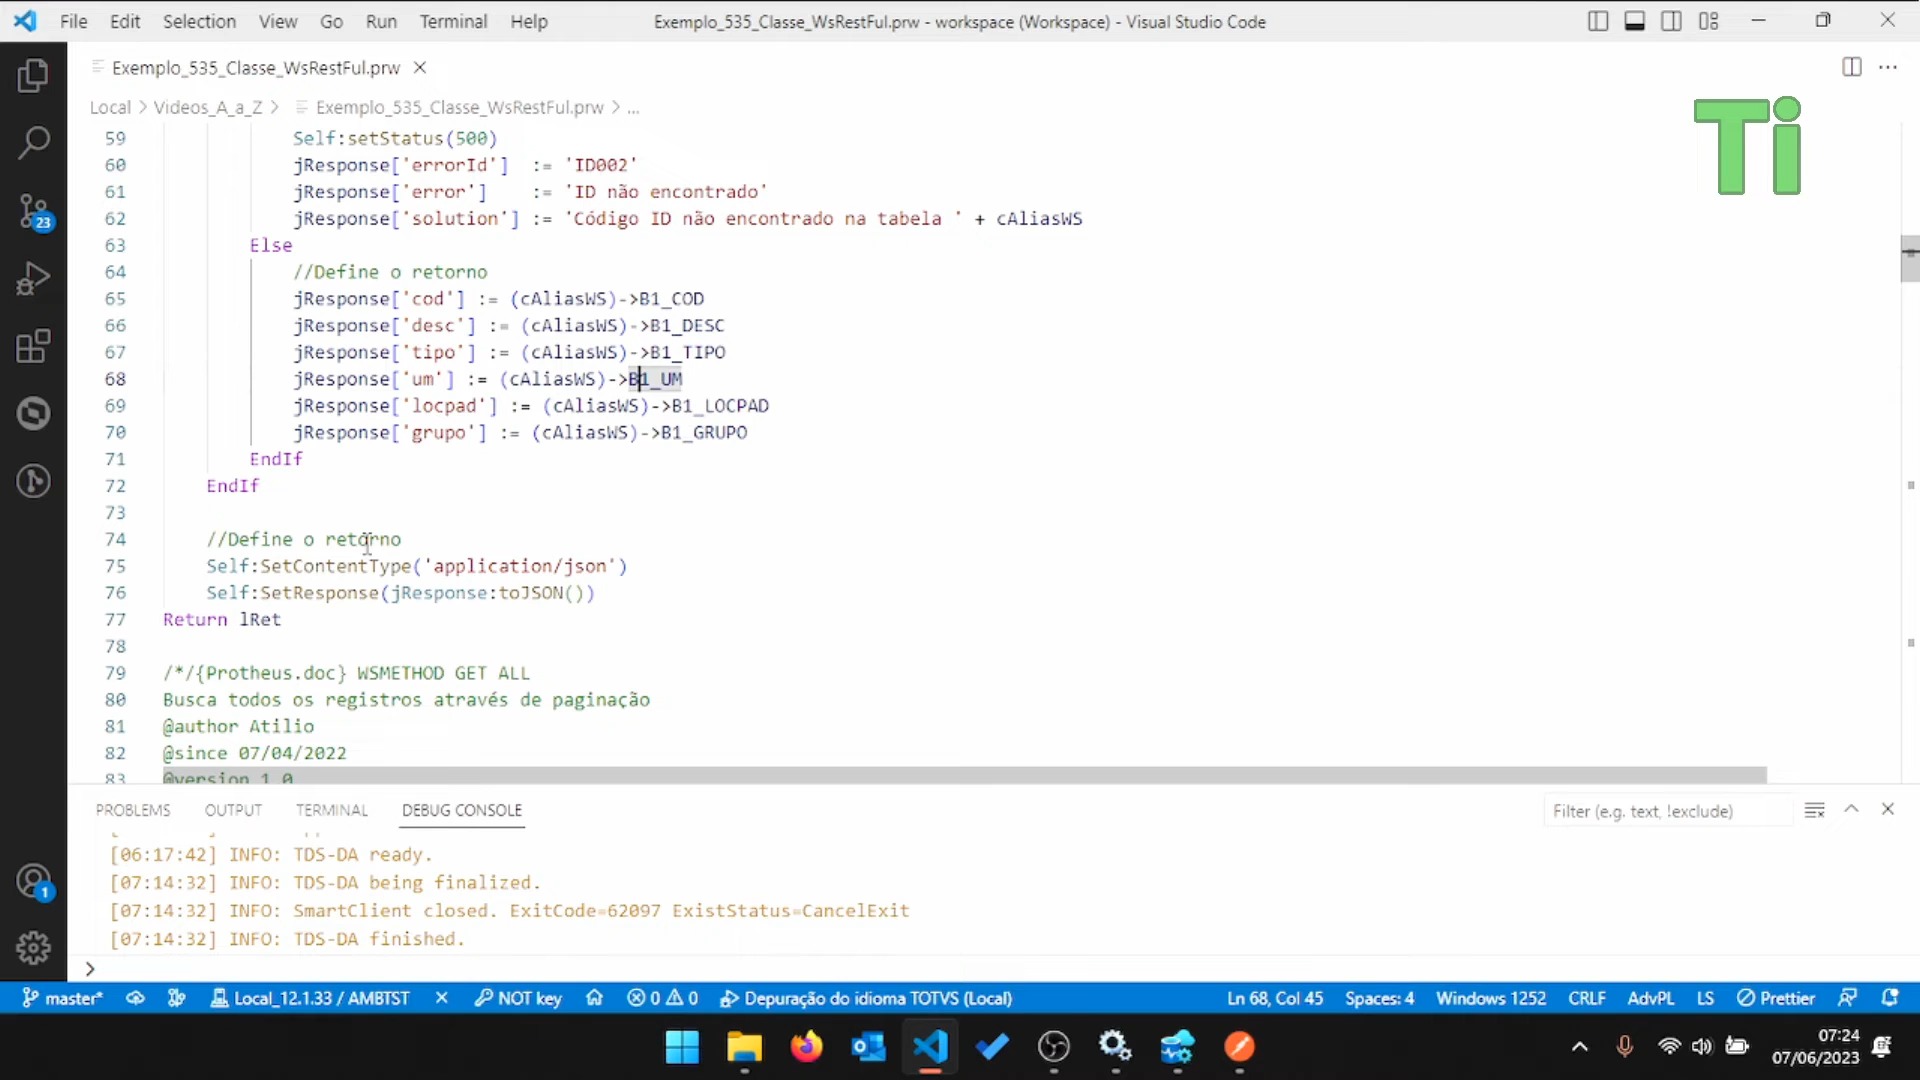 File Edit Selection View Go Run Terminal Help Exemplo_535_Classe_WsRestFul.prw - workspace (Workspace) - Visual Studio Code
Exemplo_535_Classe_WsRestFul.prw
Local > Videos_A_a_Z > Exemplo_535_Classe_WsRestFul.prw > ...
Ti
59 Self:setStatus(500)
60 jResponse['errorId'] := 'ID002'
61 jResponse['error'] := 'ID não encontrado'
62 jResponse['solution'] := 'Código ID não encontrado na tabela ' + cAliasWS
63 Else
64 //Define o retorno
65 jResponse['cod'] := (cAliasWS)->B1_COD
66 jResponse['desc'] := (cAliasWS)->B1_DESC
67 jResponse['tipo'] := (cAliasWS)->B1_TIPO
68 jResponse['um'] := (cAliasWS)->B1_UM
69 jResponse['locpad'] := (cAliasWS)->B1_LOCPAD
70 jResponse['grupo'] := (cAliasWS)->B1_GRUPO
71 EndIf
72 EndIf
73
74 //Define o retorno
75 Self:SetContentType('application/json')
76 Self:SetResponse(jResponse:toJSON())
77 Return lRet
78
79 /*/{Protheus.doc} WSMETHOD GET ALL
80 Busca todos os registros através de paginação
81 @author Atilio
82 @since 07/04/2022
83 @version 1.0
23
1
PROBLEMS OUTPUT TERMINAL DEBUG CONSOLE Filter (e.g. text, !exclude)
[06:17:42] INFO: TDS-DA ready.
[07:14:32] INFO: TDS-DA being finalized.
[07:14:32] INFO: SmartClient closed. ExitCode=62097 ExistStatus=CancelExit
[07:14:32] INFO: TDS-DA finished.
master* Local_12.1.33 / AMBTST NOT key 0 0 Depuração do idioma TOTVS (Local) Ln 68, Col 45 Spaces: 4 Windows 1252 CRLF AdvPL LS Prettier
07:24
07/06/2023